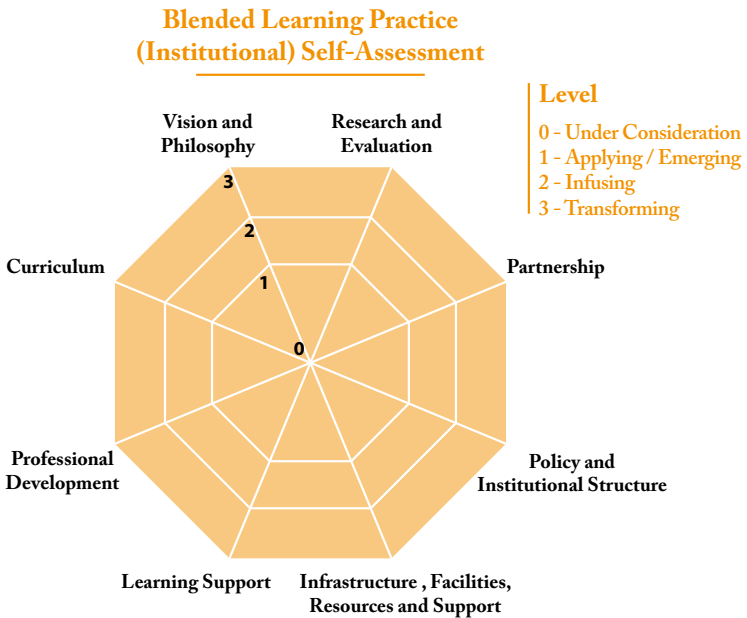 Blended Learning Practice
(Institutional) Self-Assessment
Level
0 - Under Consideration
1 - Applying / Emerging
2 - Infusing
3 - Transforming
Vision and
Philosophy
Research and
Evaluation
3
2
1
0
Curriculum
Partnership
Professional
Development
Policy and
Institutional Structure
Learning Support
Infrastructure , Facilities,
Resources and Support